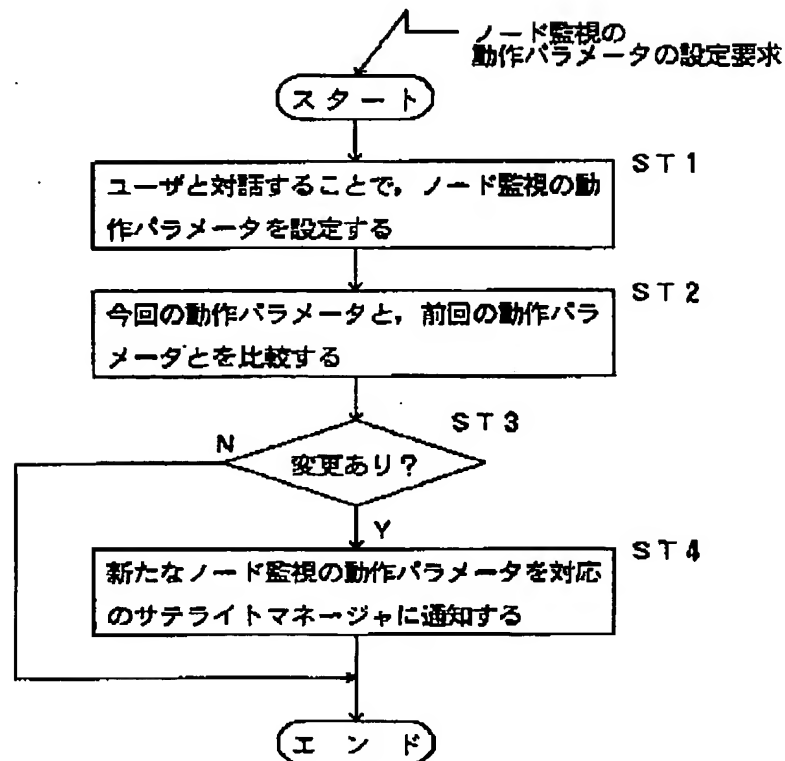 ノード監視の
動作パラメータの設定要求
スタート
ST1
ユーザと対話することで，ノード監視の動
作パラメータを設定する
ST2
今回の動作パラメータと，前回の動作パラ
メータとを比較する
ST3
N
変更あり？
Y
ST4
新たなノード監視の動作パラメータを対応
のサテライトマネージャに通知する
エンド